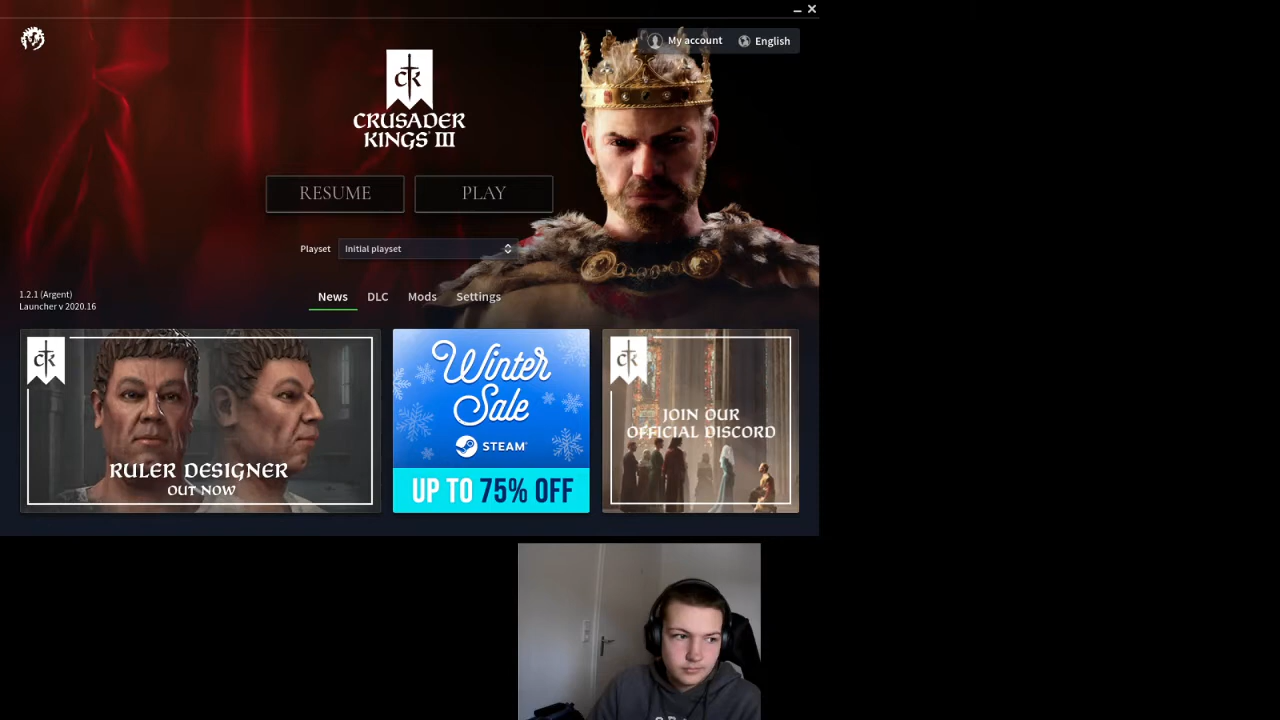 My account
English
CK
CRUSADER
KINGS III
RESUME
PLAY
Playset
Initial playset
1.2.1 (Argent)
Launcher v 2020.16
News
DLC
Mods
Settings
CK
RULER DESIGNER
OUT NOW
Winter
Sale
STEAM
UP TO 75% OFF
CK
JOIN OUR
OFFICIAL DISCORD